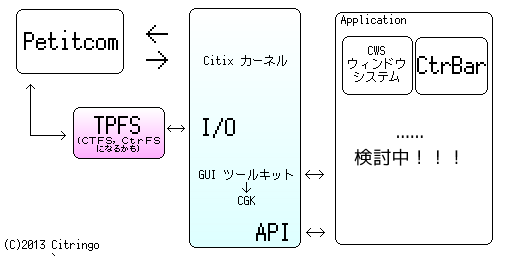 Petitcom
TPFS
(CTFS, CtrFS
になるかも)
Citix カーネル
I/O
GUI ツールキット
CGK
API
Application
CWS
ウィンドウ
システム
CtrBar
......
検討中！！！
(C)2013 Citringo